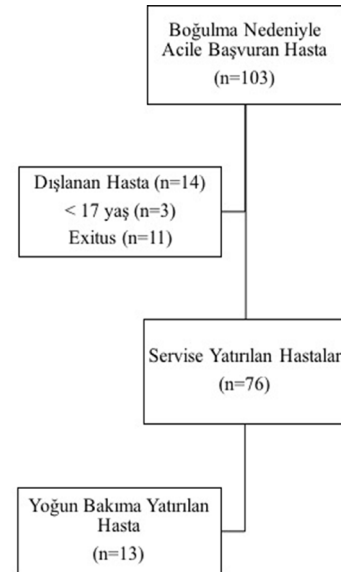 Boğulma Nedeniyle
Acile Başvuran Hasta
(n=103)
Dışlanan Hasta (n=14)
< 17 yaş (n=3)
Exitus (n=11)
Servise Yatırılan Hastalar
(n=76)
Yoğun Bakıma Yatırılan
Hasta
(n=13)